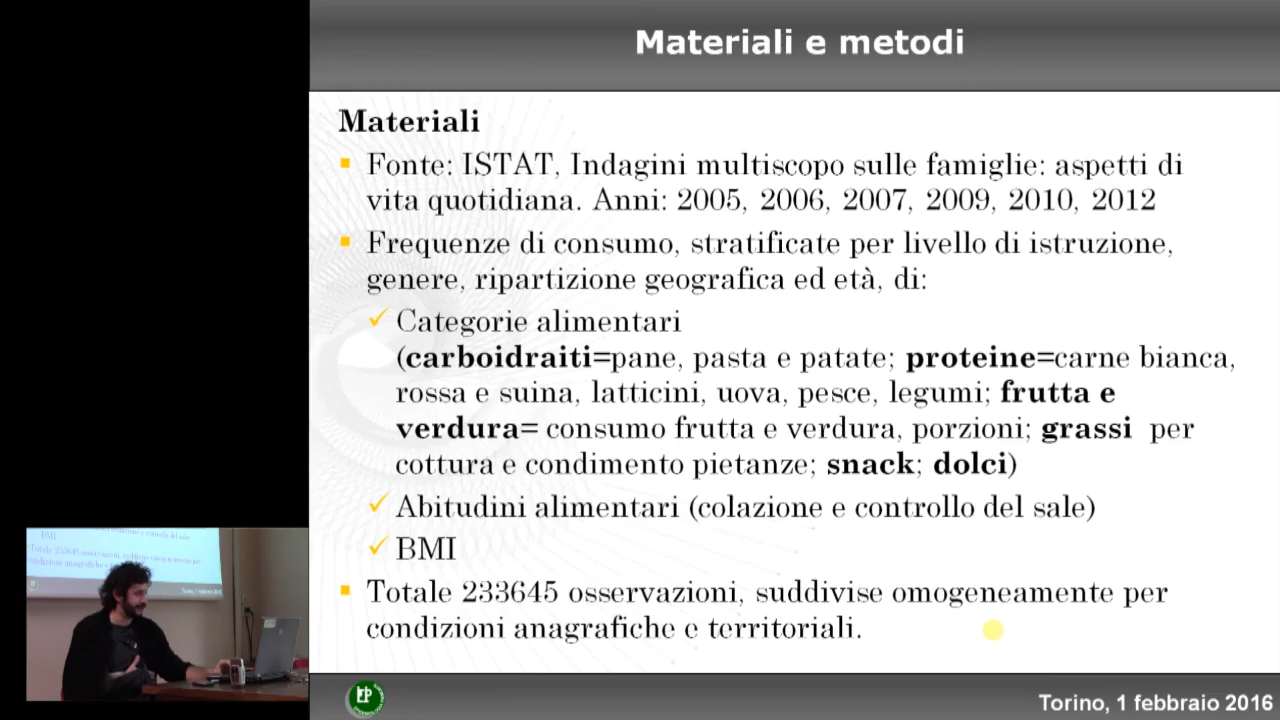 Materiali e metodi
Materiali
Fonte: ISTAT, Indagini multiscopo sulle famiglie: aspetti di
vita quotidiana. Anni: 2005, 2006, 2007, 2009, 2010, 2012
Frequenze di consumo, stratificate per livello di istruzione,
genere, ripartizione geografica ed età, di:
Categorie alimentari
(carboidraiti=pane, pasta e patate; proteine=carne bianca,
rossa e suina, latticini, uova, pesce, legumi; frutta e
verdura= consumo frutta e verdura, porzioni; grassi per
cottura e condimento pietanze; snack; dolci)
Abitudini alimentari (colazione e controllo del sale)
BMI
Totale 233645 osservazioni, suddivise omogeneamente per
condizioni anagrafiche e territoriali.
Torino, 1 febbraio 2016
BMI
Totale 233645